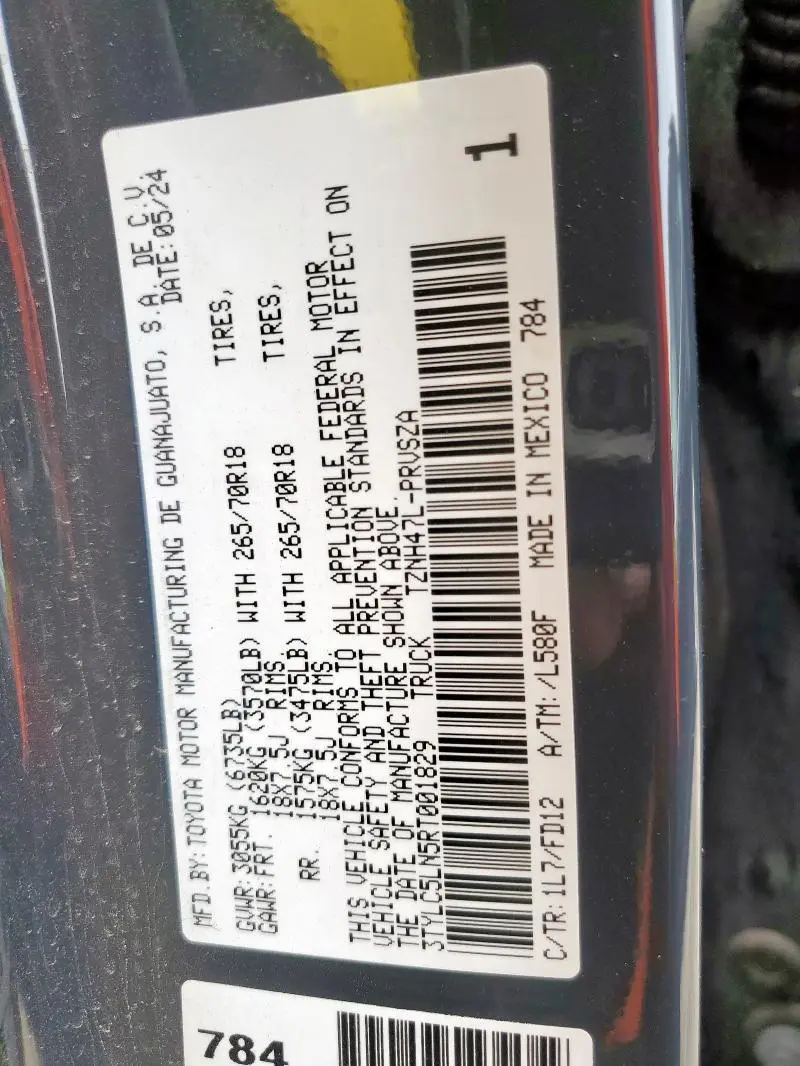 MFD. BY: TOYOTA MOTOR MANUFACTURING DE GUANAJUATO, S.A. DE C.V.
DATE: 05/24
GVWR: 3055KG (6735LB)
GAWR: FRT. 1620KG (3570LB) WITH 265/70R18 TIRES,
18X7.5J RIMS.
RR. 1575KG (3475LB) WITH 265/70R18 TIRES,
18X7.5J RIMS.
THIS VEHICLE CONFORMS TO ALL APPLICABLE FEDERAL MOTOR
VEHICLE SAFETY AND THEFT PREVENTION STANDARDS IN EFFECT ON
THE DATE OF MANUFACTURE SHOWN ABOVE.
3TYLC5LN5RT001829 TRUCK TZNH47L-PRVSZA
1
C/TR: 1L7/FD12 A/TM: /L580F MADE IN MEXICO 784
784